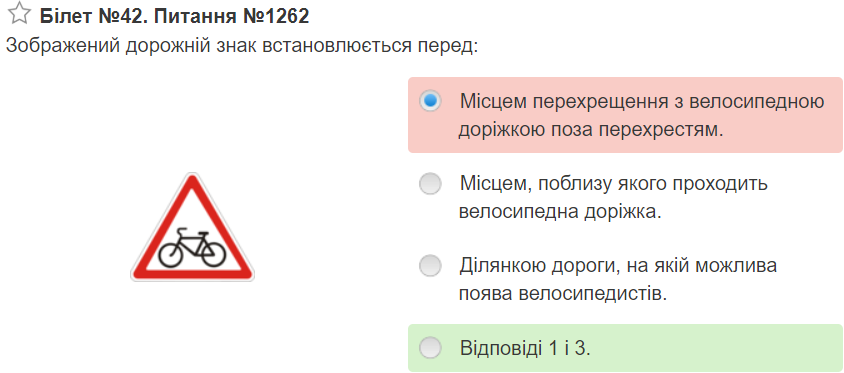 Білет №42. Питання №1262
Зображений дорожній знак встановлюється перед:
Місцем перехрещення з велосипедною
доріжкою поза перехрестям.
Місцем, поблизу якого проходить
велосипедна доріжка.
Ділянкою дороги, на якій можлива
поява велосипедистів.
Відповіді 1 і 3.